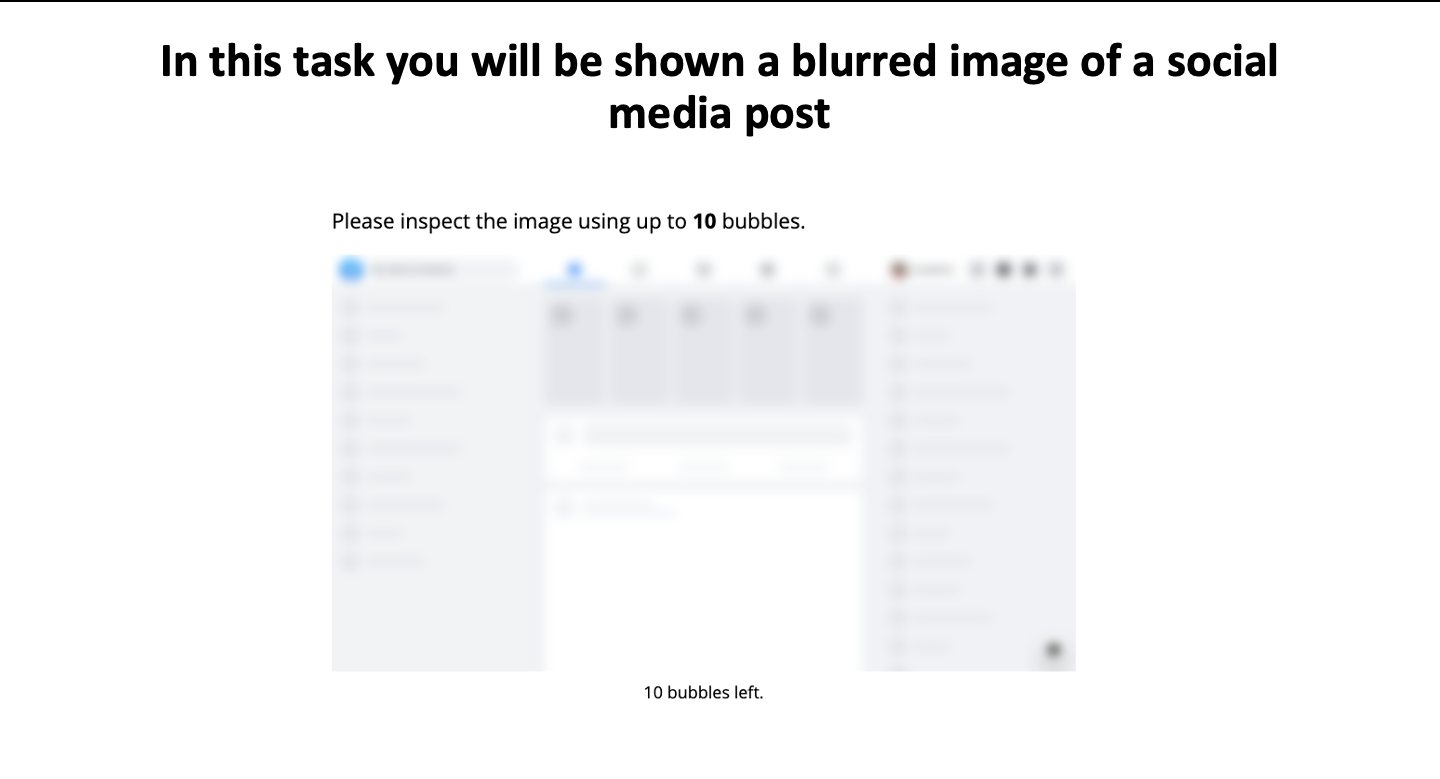 In this task you will be shown a blurred image of a social
media post
Please inspect the image using up to 10 bubbles.
10 bubbles left.